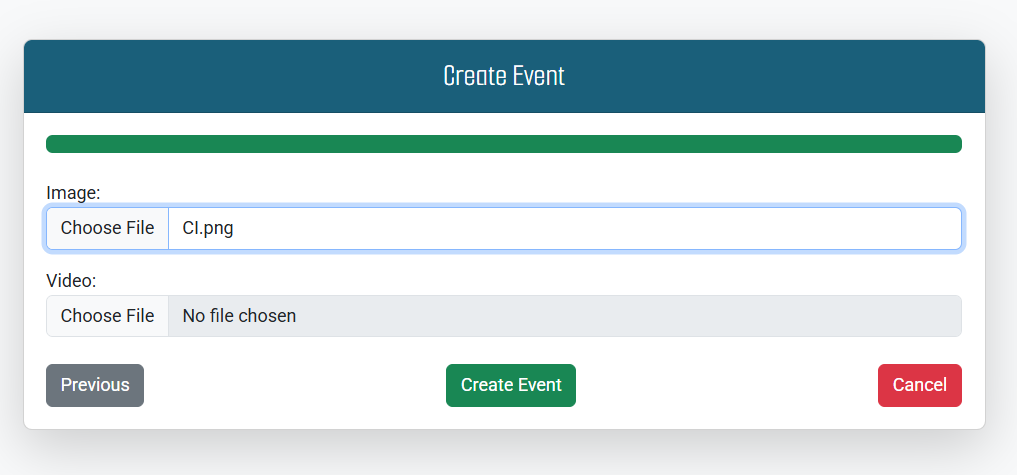 Create Event
Image:
Choose File CI.png
Video:
Choose File No file chosen
Previous Create Event Cancel